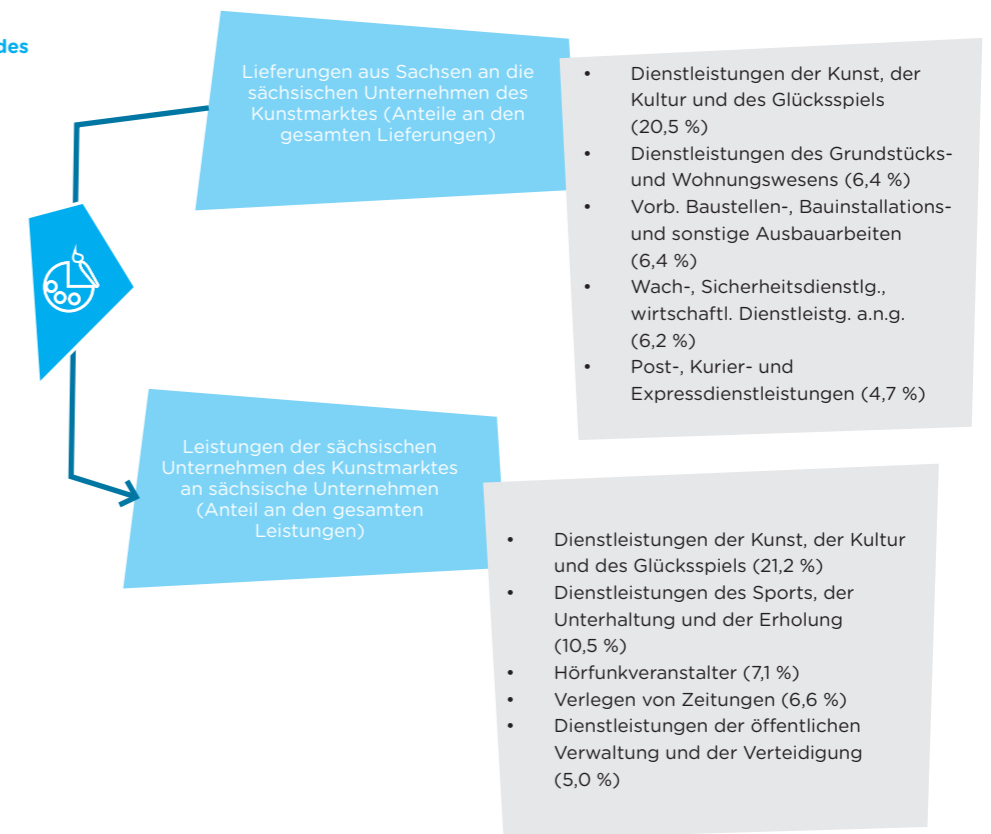 des
Lieferungen aus Sachsen an die
sächsischen Unternehmen des
Kunstmarktes (Anteile an den
gesamten Lieferungen)
• Dienstleistungen der Kunst, der
Kultur und des Glücksspiels
(20,5 %)
• Dienstleistungen des Grundstücks-
und Wohnungswesens (6,4 %)
• Vorb. Baustellen-, Bauinstallations-
und sonstige Ausbauarbeiten
(6,4 %)
• Wach-, Sicherheitsdienstlg.,
wirtschaftl. Dienstleistg. a.n.g.
(6,2 %)
• Post-, Kurier- und
Expressdienstleistungen (4,7 %)
Leistungen der sächsischen
Unternehmen des Kunstmarktes
an sächsische Unternehmen
(Anteil an den gesamten
Leistungen)
• Dienstleistungen der Kunst, der Kultur
und des Glücksspiels (21,2 %)
• Dienstleistungen des Sports, der
Unterhaltung und der Erholung
(10,5 %)
• Hörfunkveranstalter (7,1 %)
• Verlegen von Zeitungen (6,6 %)
• Dienstleistungen der öffentlichen
Verwaltung und der Verteidigung
(5,0 %)